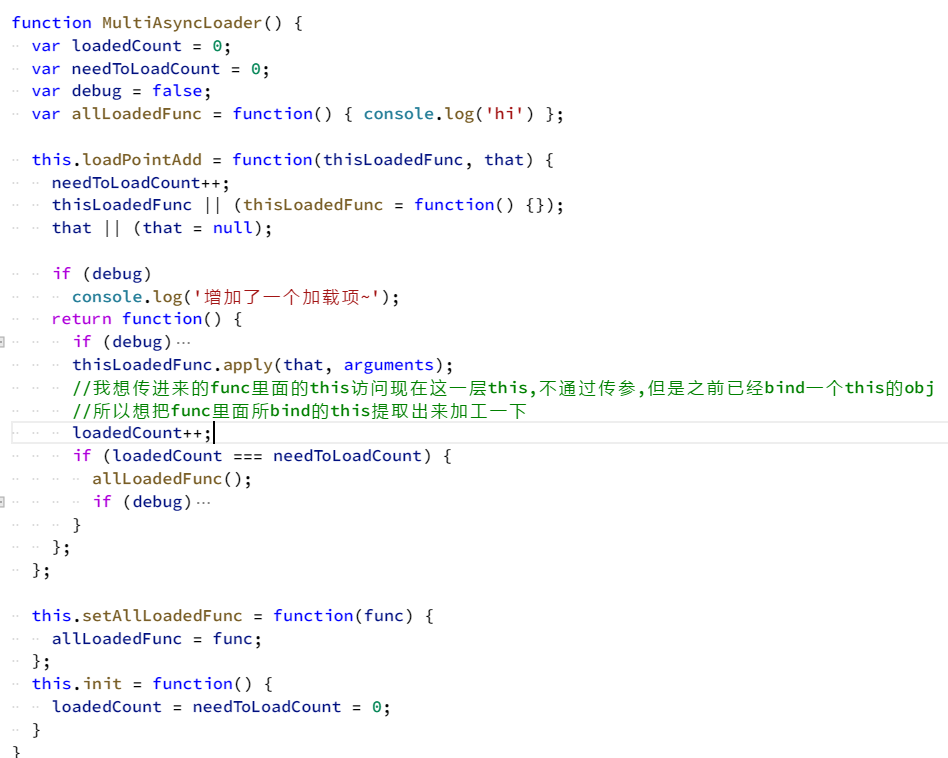 function MultiAsyncLoader() {
var loadedCount = 0;
var needToLoadCount = 0;
var debug = false;
var allLoadedFunc = function() { console.log('hi') };
this.loadPointAdd = function(thisLoadedFunc, that) {
needToLoadCount++;
thisLoadedFunc || (thisLoadedFunc = function() {});
that || (that = null);
if (debug)
console.log('增加了一个加载项~');
return function() {
if (debug)···
thisLoadedFunc.apply(that, arguments);
//我想传进来的func里面的this访问现在这一层this,不通过传参,但是之前已经bind一个this的obj
//所以想把func里面所bind的this提取出来加工一下
loadedCount++;
if (loadedCount === needToLoadCount) {
allLoadedFunc();
if (debug)···
}
};
};
this.setAllLoadedFunc = function(func) {
allLoadedFunc = func;
};
this.init = function() {
loadedCount = needToLoadCount = 0;
}
}